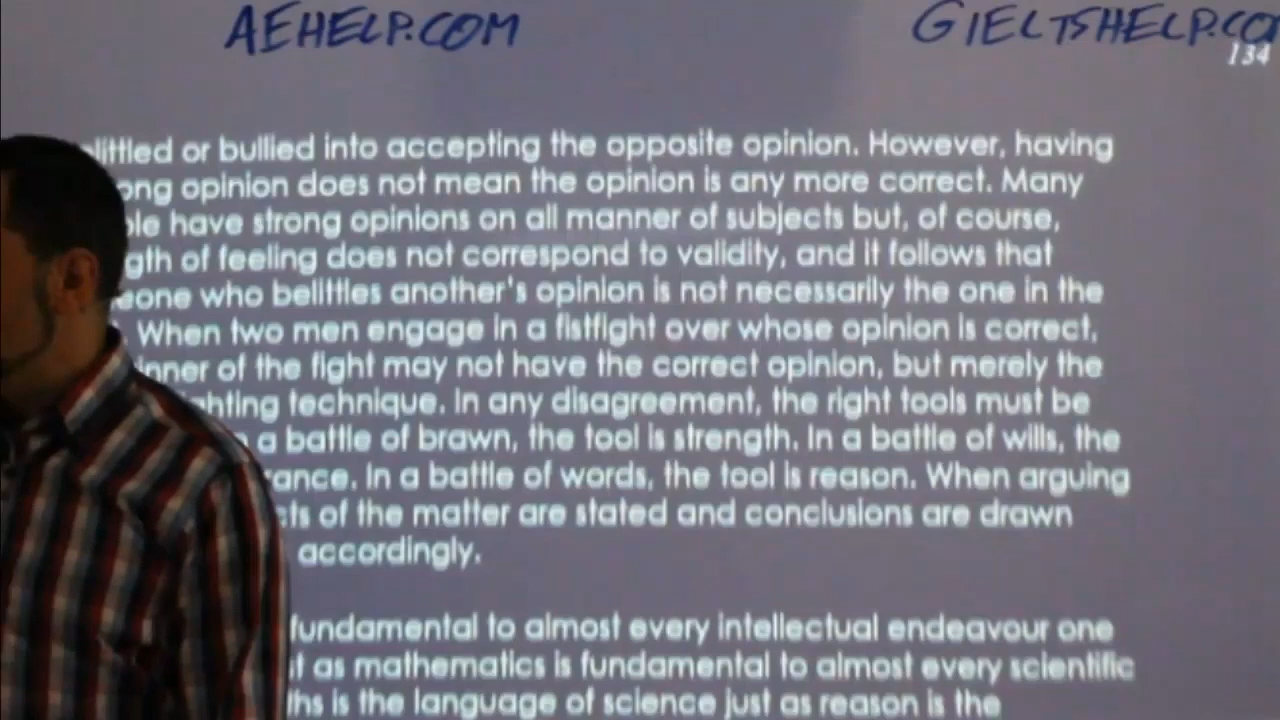 AEHELP.COM
GIELTSHELP.CO
134
or bullied into accepting the opposite opinion. However, having
opinion does not mean the opinion is any more correct. Many
have strong opinions on all manner of subjects but, of course,
of feeling does not correspond to validity, and it follows that
who belittles another's opinion is not necessarily the one in the
When two men engage in a fistfight over whose opinion is correct,
of the fight may not have the correct opinion, but merely the
technique. In any disagreement, the right tools must be
a battle of brawn, the tool is strength. In a battle of wills, the
In a battle of words, the tool is reason. When arguing
of the matter are stated and conclusions are drawn
accordingly.
fundamental to almost every intellectual endeavour one
as mathematics is fundamental to almost every scientific
is the language of science just as reason is the